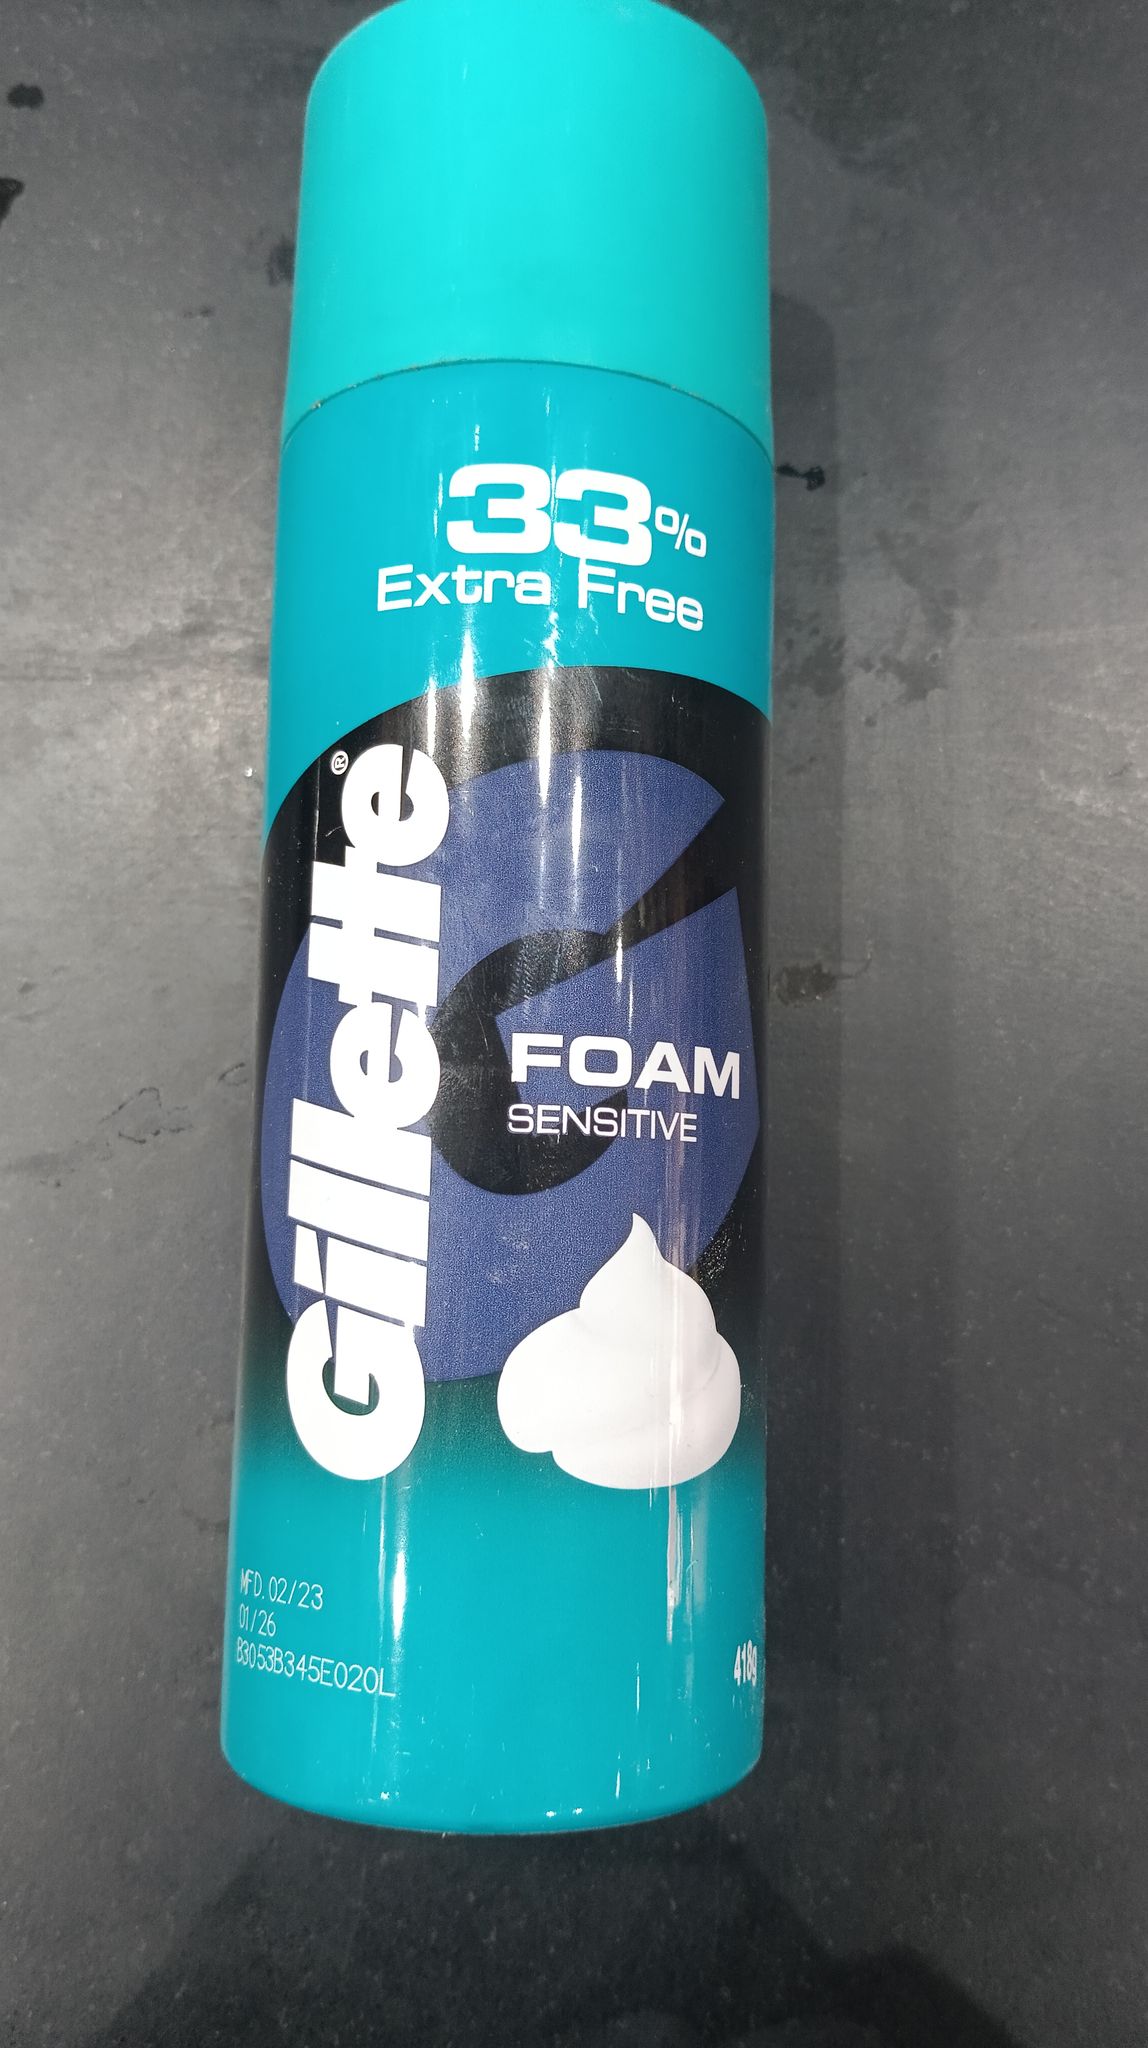 33%
Extra Free
Gillette®
FOAM
SENSITIVE
MFD. 02/23
01/26
B3053B345E020L
418g